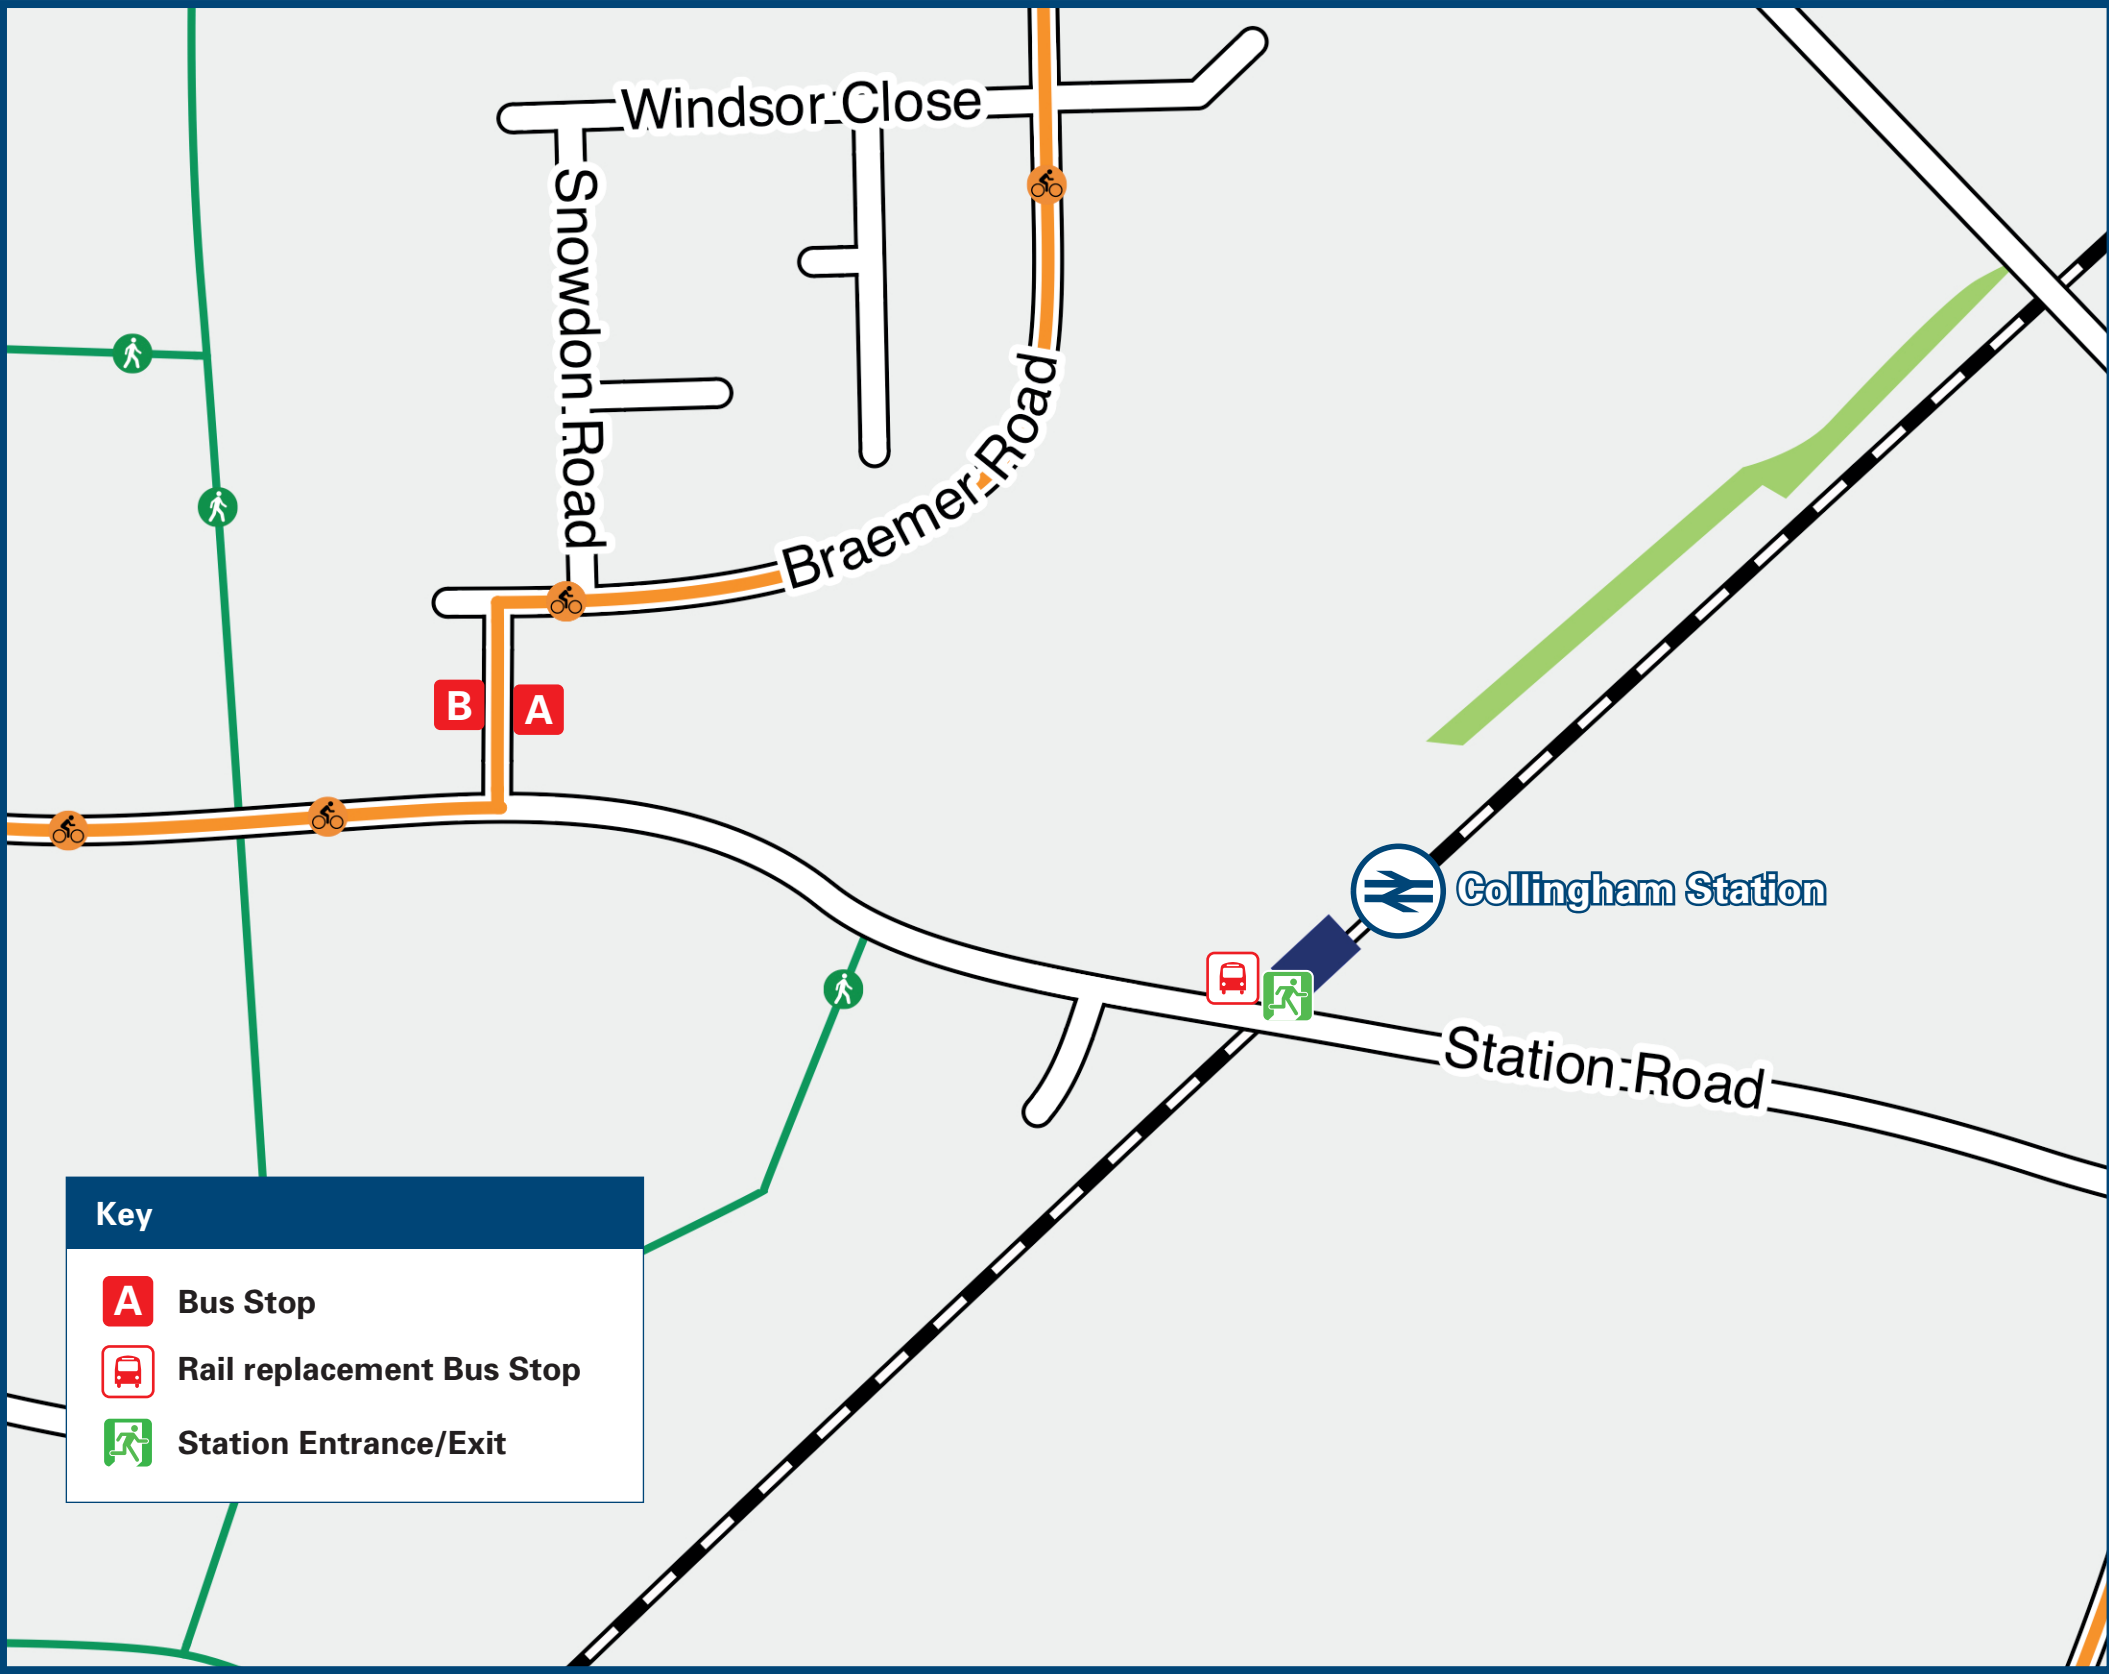 Windsor Close
Snowdon Road
Braemer Road
B
A
Collingham Station
Station Road
Key
A Bus Stop
Rail replacement Bus Stop
Station Entrance/Exit